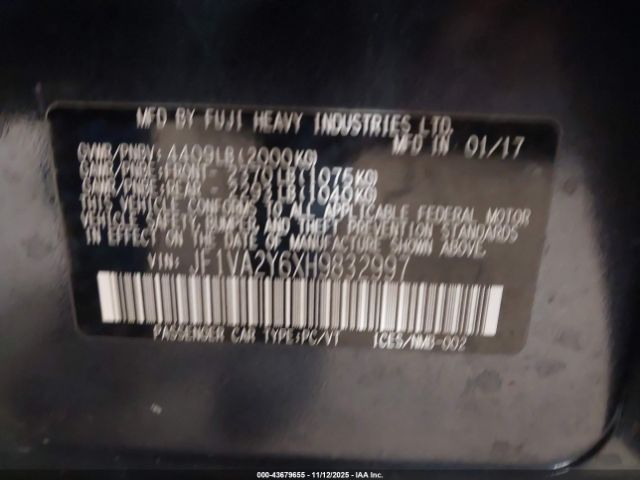 MFD BY FUJI HEAVY INDUSTRIES LTD.
MFD IN 01/17
GVWR/PNBV: 4409LB(2000KG)
GAWR/PNBE:FRONT- 2370LB(1075KG)
GAWR/PNBE:REAR - 2293LB(1040KG)
THIS VEHICLE CONFORMS TO ALL APPLICABLE FEDERAL MOTOR
VEHICLE SAFETY, BUMPER AND THEFT PREVENTION STANDARDS
IN EFFECT ON THE DATE OF MANUFACTURE SHOWN ABOVE.
VIN: JF1VA2Y6XH9832997
PASSENGER CAR TYPE:PC/VT ICES/NMB-002
000-43679655 - 11/12/2025 - IAA Inc.